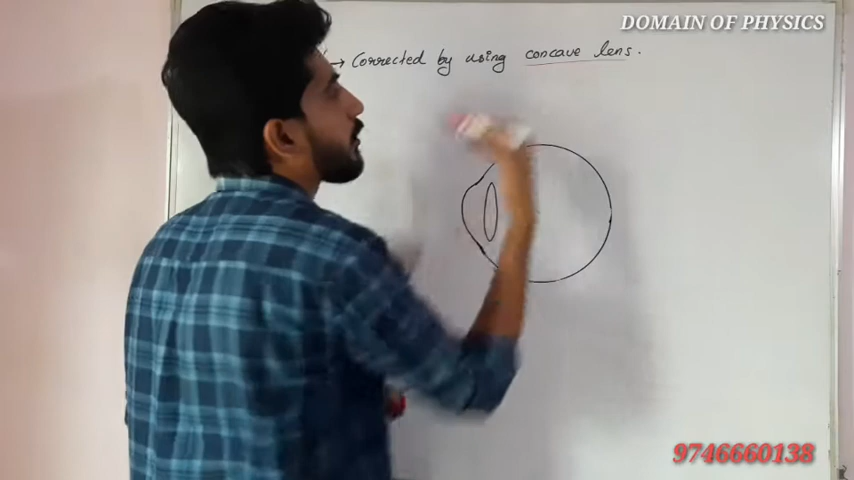 DOMAIN OF PHYSICS
→ Corrected by using concave lens.
9746660138